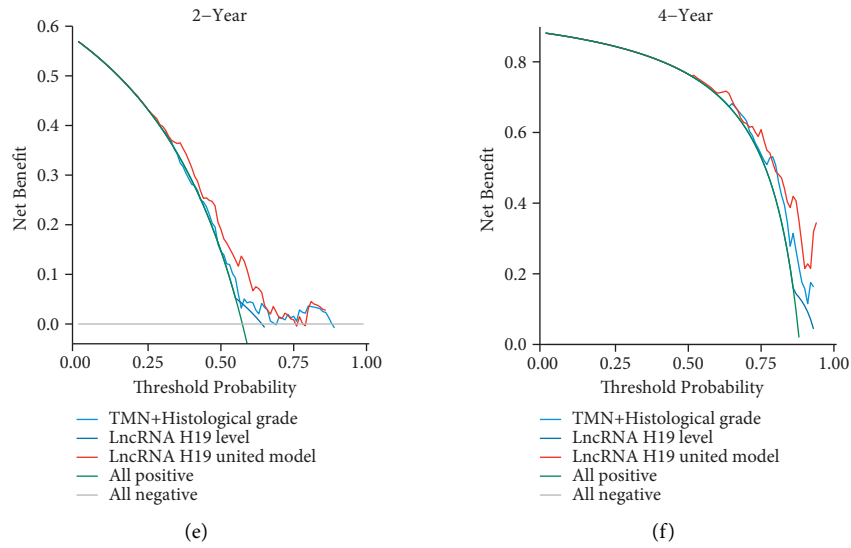 2−Year
0.6
0.5
0.4
0.3
0.2
0.1
0.0
Net Benefit
0.00
0.25
0.50
0.75
1.00
Threshold Probability
TMN+Histological grade
LncRNA H19 level
LncRNA H19 united model
All positive
All negative
(e)
4−Year
0.8
0.6
0.4
0.2
0.0
Net Benefit
0.00
0.25
0.50
0.75
1.00
Threshold Probability
TMN+Histological grade
LncRNA H19 level
LncRNA H19 united model
All positive
All negative
(f)